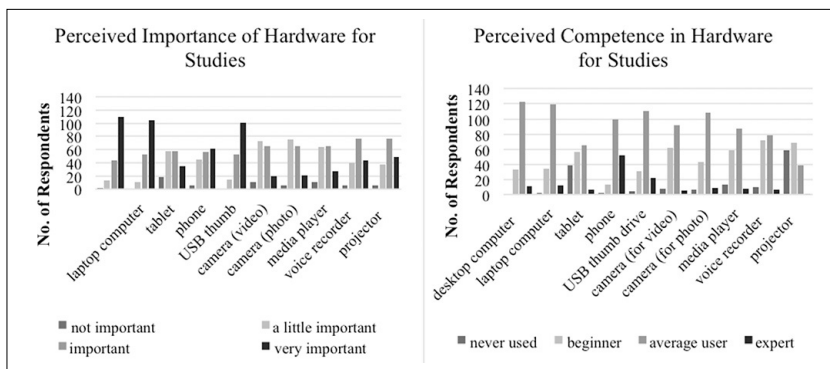 Perceived Importance of Hardware for
Studies
No. of Respondents
140
120
100
80
60
40
20
0
laptop computer
tablet
phone
USB thumb
camera (video)
camera (photo)
media player
voice recorder
projector
not important
a little important
important
very important
Perceived Competence in Hardware
for Studies
No. of Respondents
140
120
100
80
60
40
20
0
desktop computer
laptop computer
tablet
phone
USB thumb drive
camera (for video)
camera (for photo)
media player
voice recorder
projector
never used
beginner
average user
expert